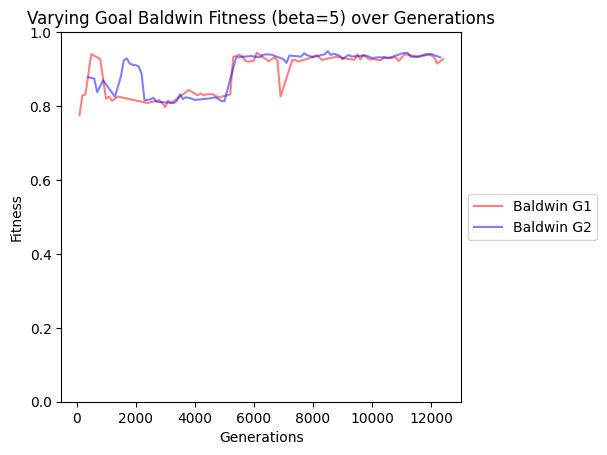 Varying Goal Baldwin Fitness (beta=5) over Generations
1.0
0.8
0.6
0.4
0.2
0.0
Fitness
0 2000 4000 6000 8000 10000 12000
Generations
Baldwin G1
Baldwin G2